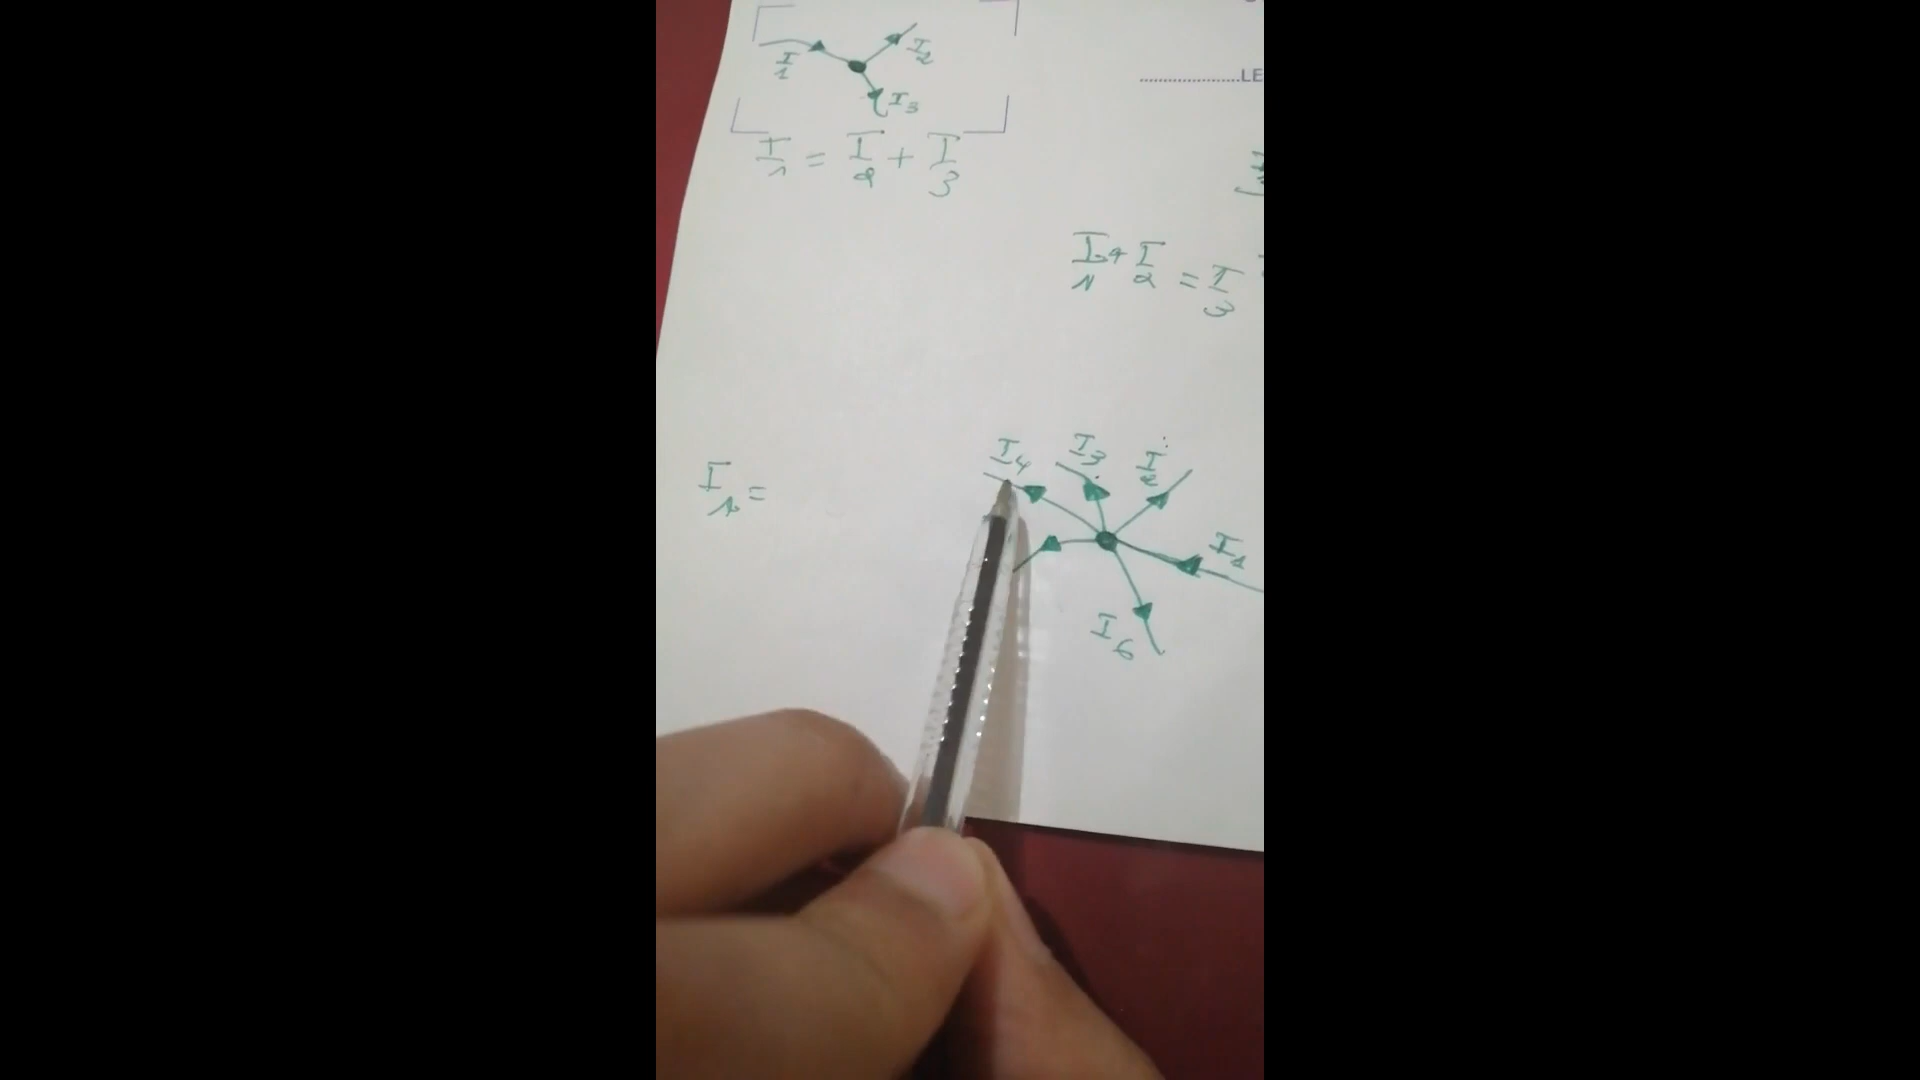 I1
I2
I3
I1 = I2 + I3
LE
I1 + I2 = I3
I4 I3 I2
I1 =
I1
I6